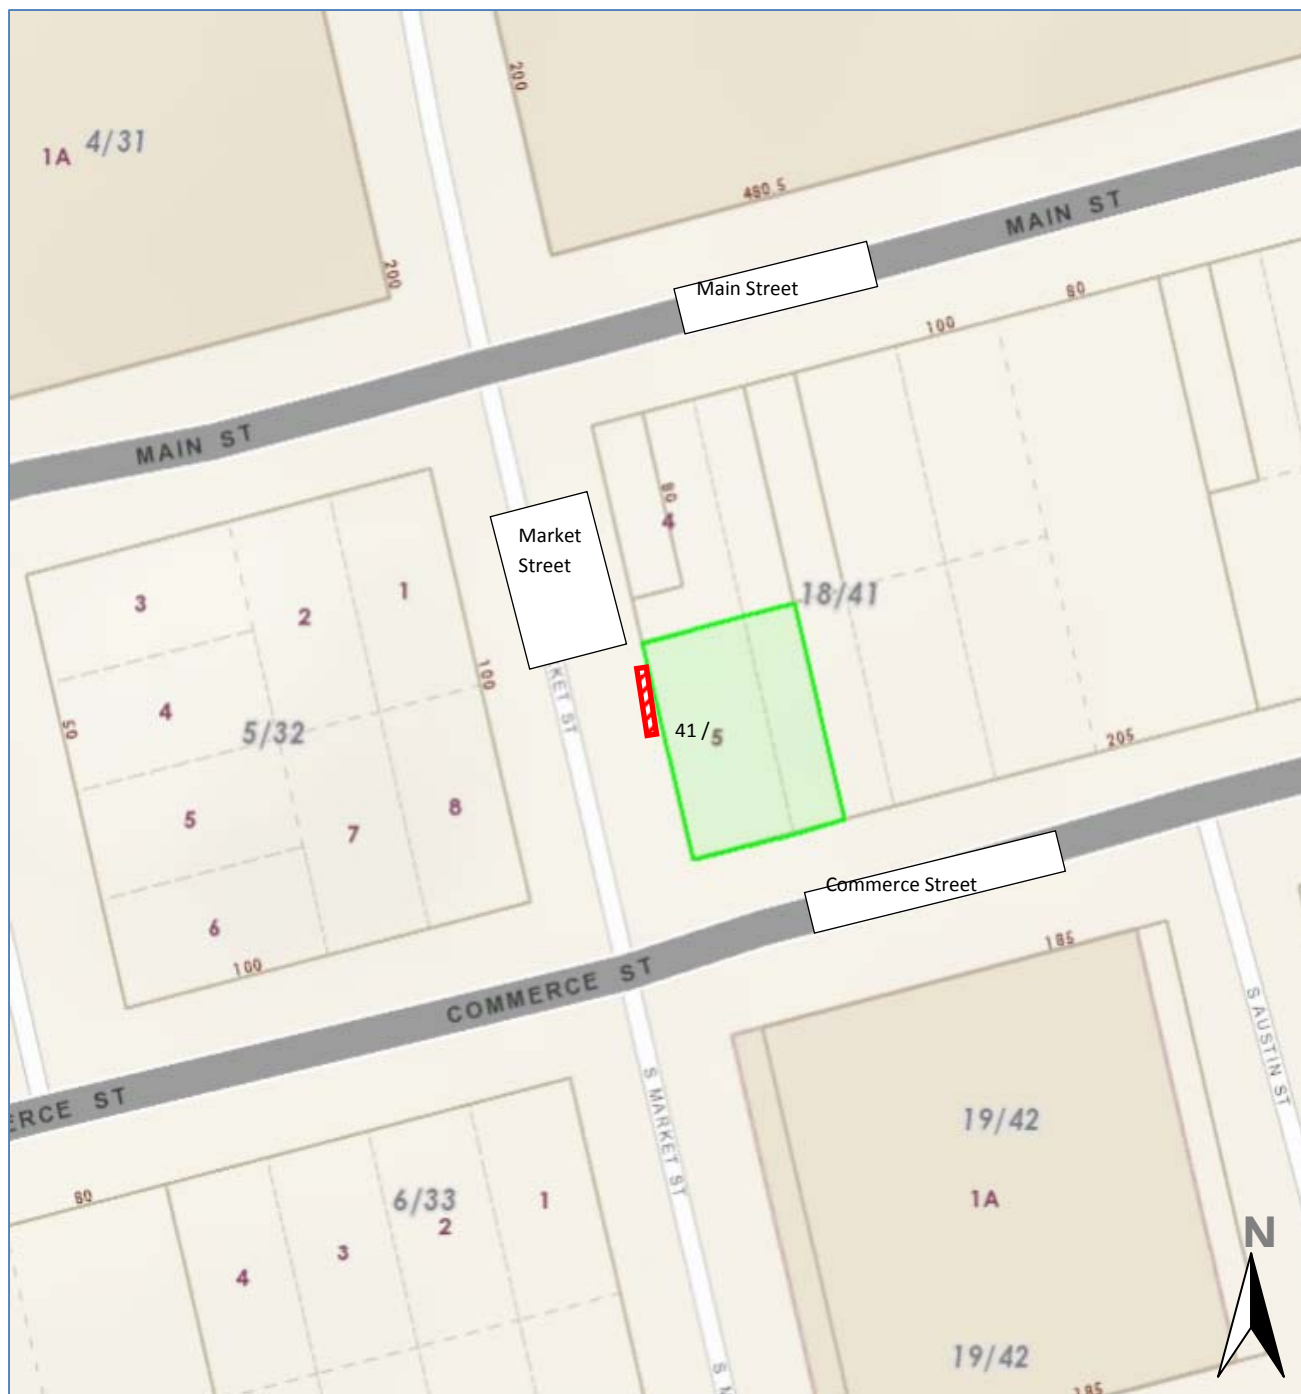 200
1A 4/31
480.5
MAIN ST
200
Main Street
80
100
MAIN ST
80
4
Market
Street
3
2
1
18/41
100
4
50
5/32
KET ST
41 / 5
205
5
7
8
6
100
Commerce Street
185
COMMERCE ST
S AUSTIN ST
ERCE ST
S MARKET ST
19/42
80
6/33
1
2
3
4
1A
N
19/42
S M
185